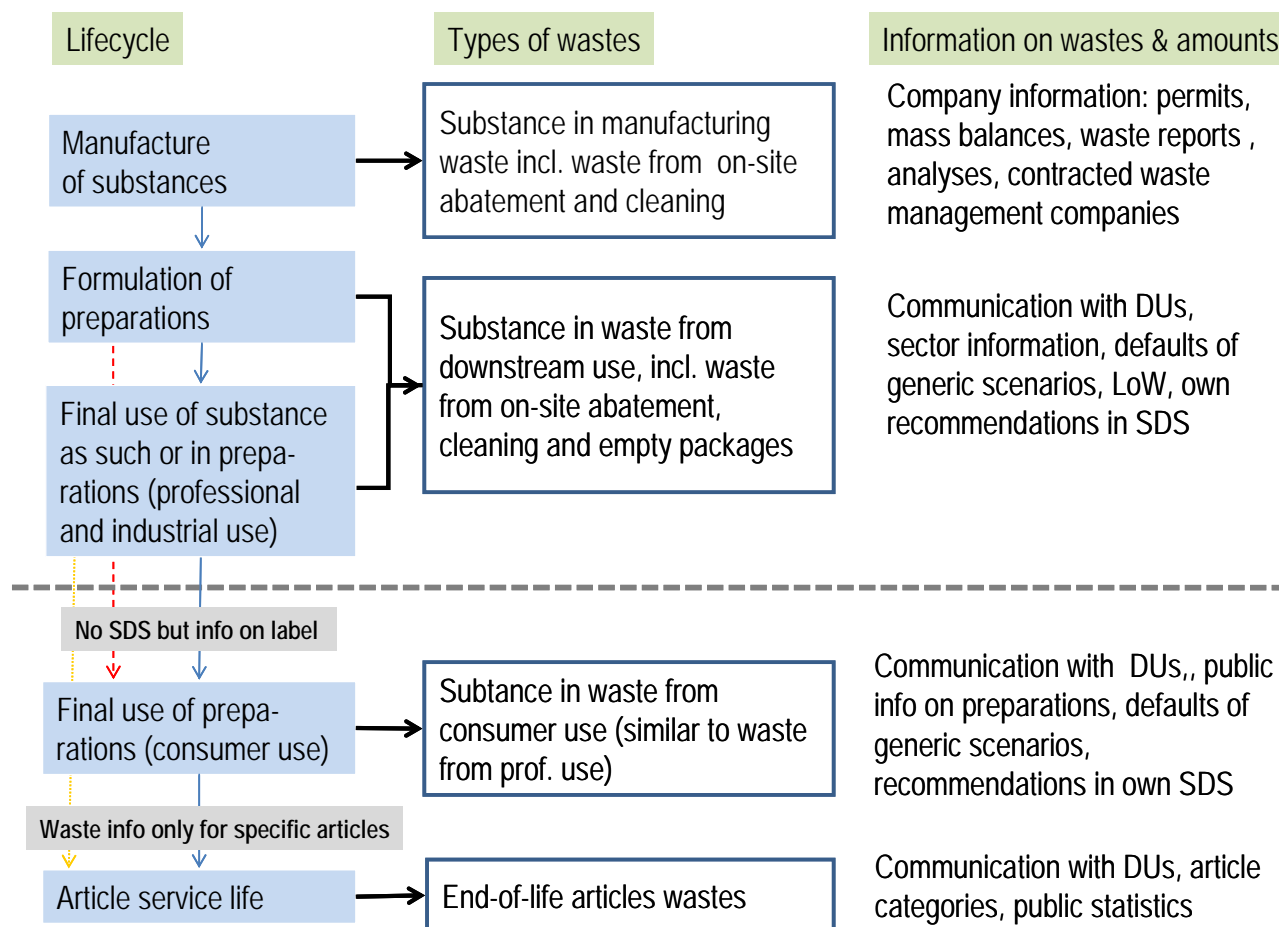 Lifecycle
Types of wastes
Information on wastes & amounts
Manufacture
of substances
Substance in manufacturing
waste incl. waste from on-site
abatement and cleaning
Company information: permits,
mass balances, waste reports ,
analyses, contracted waste
management companies
Formulation of
preparations
Final use of substance
as such or in prepa-
rations (professional
and industrial use)
Substance in waste from
downstream use, incl. waste
from on-site abatement,
cleaning and empty packages
Communication with DUs,
sector information, defaults of
generic scenarios, LoW, own
recommendations in SDS
No SDS but info on label
Final use of prepa-
rations (consumer use)
Subtance in waste from
consumer use (similar to waste
from prof. use)
Communication with DUs,, public
info on preparations, defaults of
generic scenarios,
recommendations in own SDS
Waste info only for specific articles
Article service life
End-of-life articles wastes
Communication with DUs, article
categories, public statistics